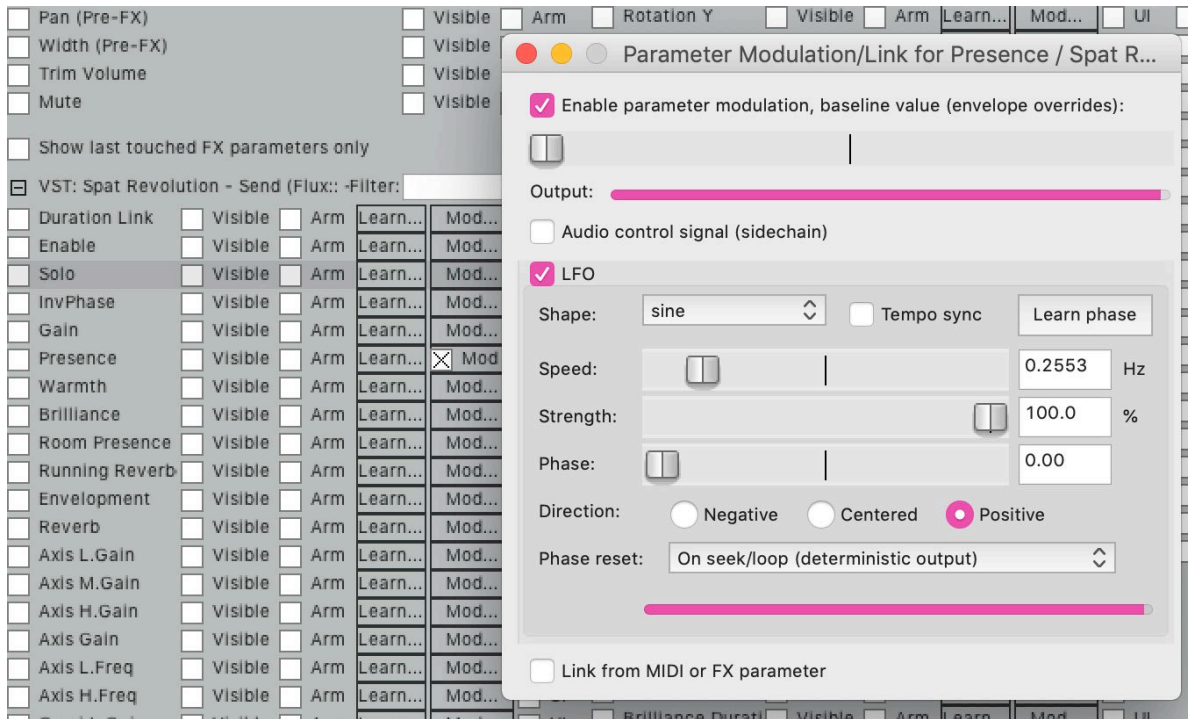 Pan (Pre-FX) Visible Arm Rotation Y Visible Arm Learn... Mod... UI
Width (Pre-FX) Visible
Trim Volume Visible
Mute Visible
Show last touched FX parameters only
VST: Spat Revolution - Send (Flux:: -Filter:
Duration Link Visible Arm Learn... Mod...
Enable Visible Arm Learn... Mod...
Solo Visible Arm Learn... Mod...
InvPhase Visible Arm Learn... Mod...
Gain Visible Arm Learn... Mod...
Presence Visible Arm Learn... Mod
Warmth Visible Arm Learn... Mod...
Brilliance Visible Arm Learn... Mod...
Room Presence Visible Arm Learn... Mod...
Running Reverb Visible Arm Learn... Mod...
Envelopment Visible Arm Learn... Mod...
Reverb Visible Arm Learn... Mod...
Axis L.Gain Visible Arm Learn... Mod...
Axis M.Gain Visible Arm Learn... Mod...
Axis H.Gain Visible Arm Learn... Mod...
Axis Gain Visible Arm Learn... Mod...
Axis L.Freq Visible Arm Learn... Mod...
Axis H.Freq Visible Arm Learn... Mod...
Parameter Modulation/Link for Presence / Spat R...
Enable parameter modulation, baseline value (envelope overrides):
Output:
Audio control signal (sidechain)
LFO
Shape: sine Tempo sync Learn phase
Speed: 0.2553 Hz
Strength: 100.0 %
Phase: 0.00
Direction: Negative Centered Positive
Phase reset: On seek/loop (deterministic output)
Link from MIDI or FX parameter
Brilliance Durati Visible Arm Learn Mod UI